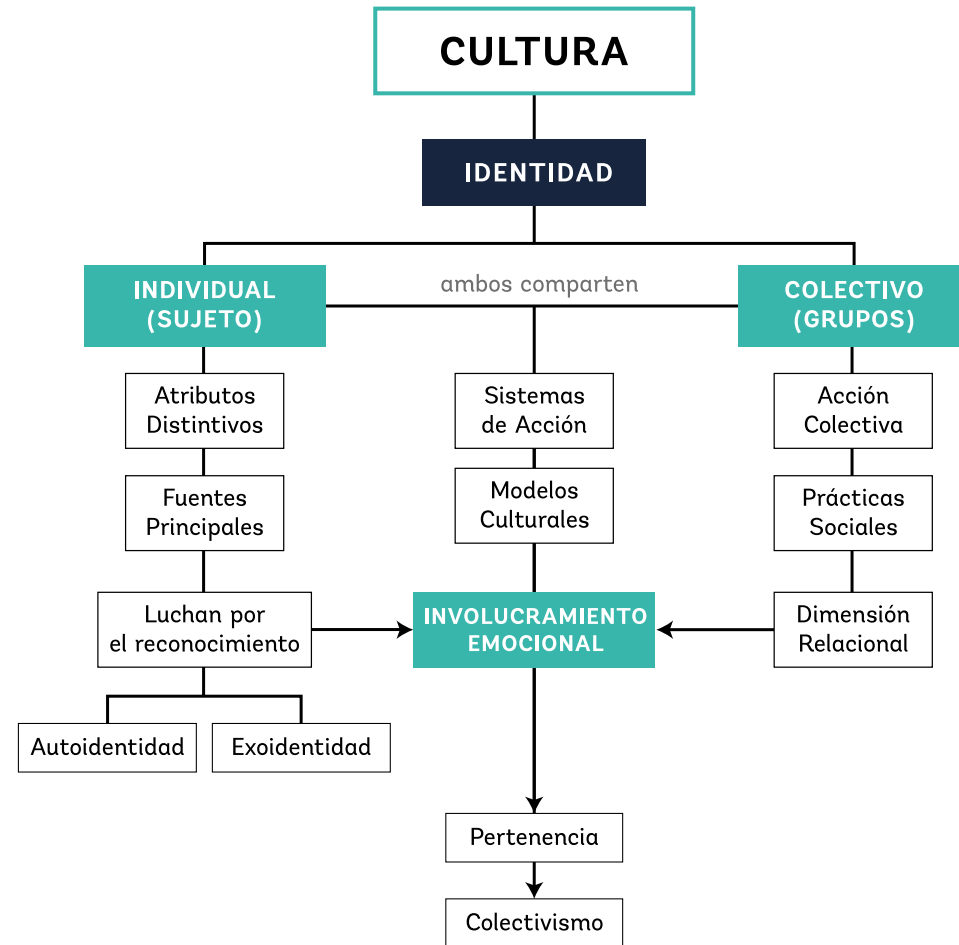 CULTURA
IDENTIDAD
INDIVIDUAL
(SUJETO)
ambos comparten
COLECTIVO
(GRUPOS)
Atributos
Distintivos
Sistemas
de Acción
Acción
Colectiva
Fuentes
Principales
Modelos
Culturales
Prácticas
Sociales
Luchan por
el reconocimiento
INVOLUCRAMIENTO
EMOCIONAL
Dimensión
Relacional
Autoidentidad
Exoidentidad
Pertenencia
Colectivismo